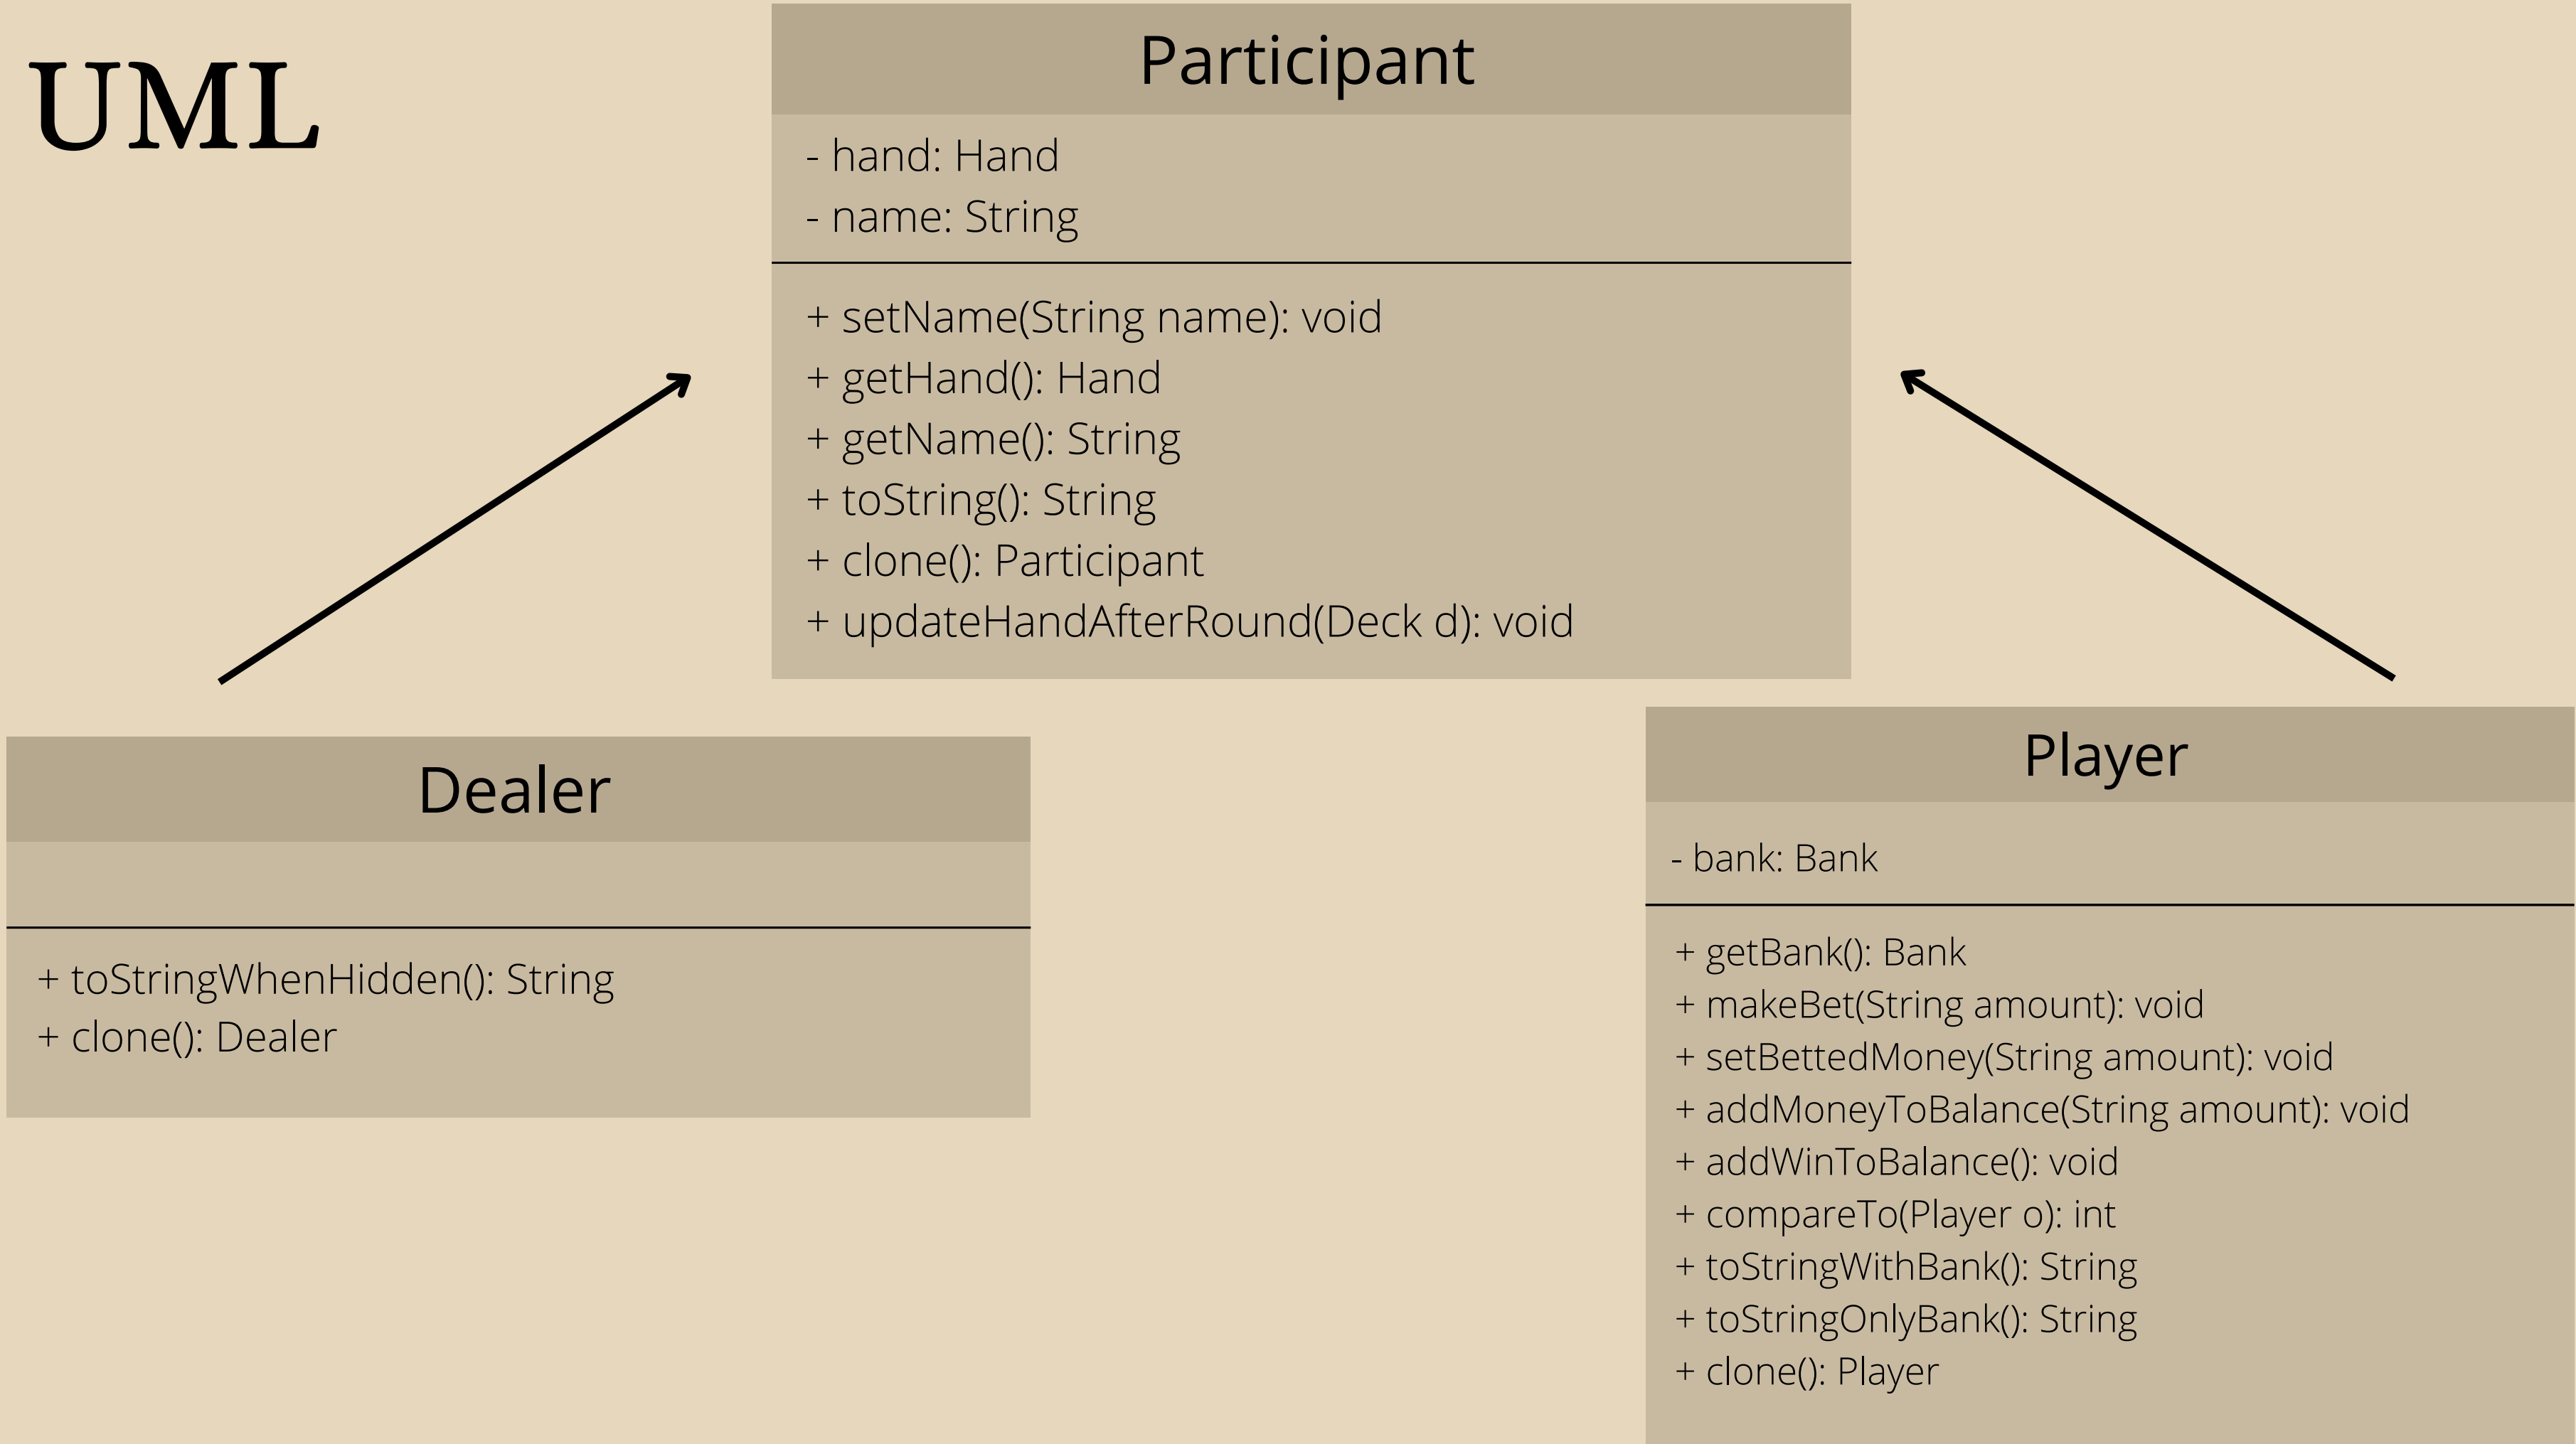 UML
Participant
- hand: Hand
- name: String
+ setName(String name): void
+ getHand(): Hand
+ getName(): String
+ toString(): String
+ clone(): Participant
+ updateHandAfterRound(Deck d): void
Dealer
+ toStringWhenHidden(): String
+ clone(): Dealer
Player
- bank: Bank
+ getBank(): Bank
+ makeBet(String amount): void
+ setBettedMoney(String amount): void
+ addMoneyToBalance(String amount): void
+ addWinToBalance(): void
+ compareTo(Player o): int
+ toStringWithBank(): String
+ toStringOnlyBank(): String
+ clone(): Player